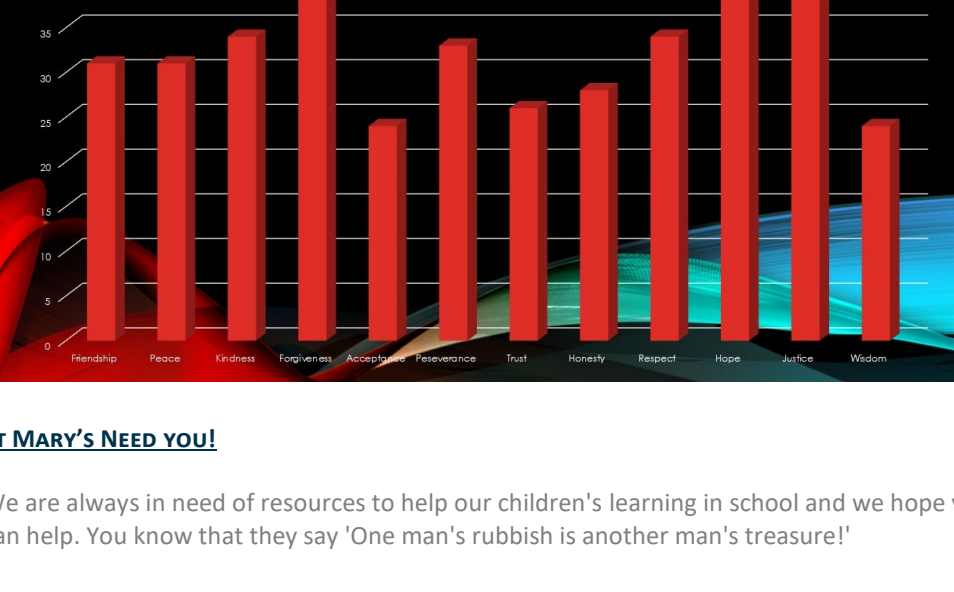 35
30
25
20
15
10
5
0
Friendship Peace Kindness Forgiveness Acceptance Peseverance Trust Honesty Respect Hope Justice Wisdom
T MARY'S NEED YOU!
We are always in need of resources to help our children's learning in school and we hope
an help. You know that they say 'One man's rubbish is another man's treasure!'